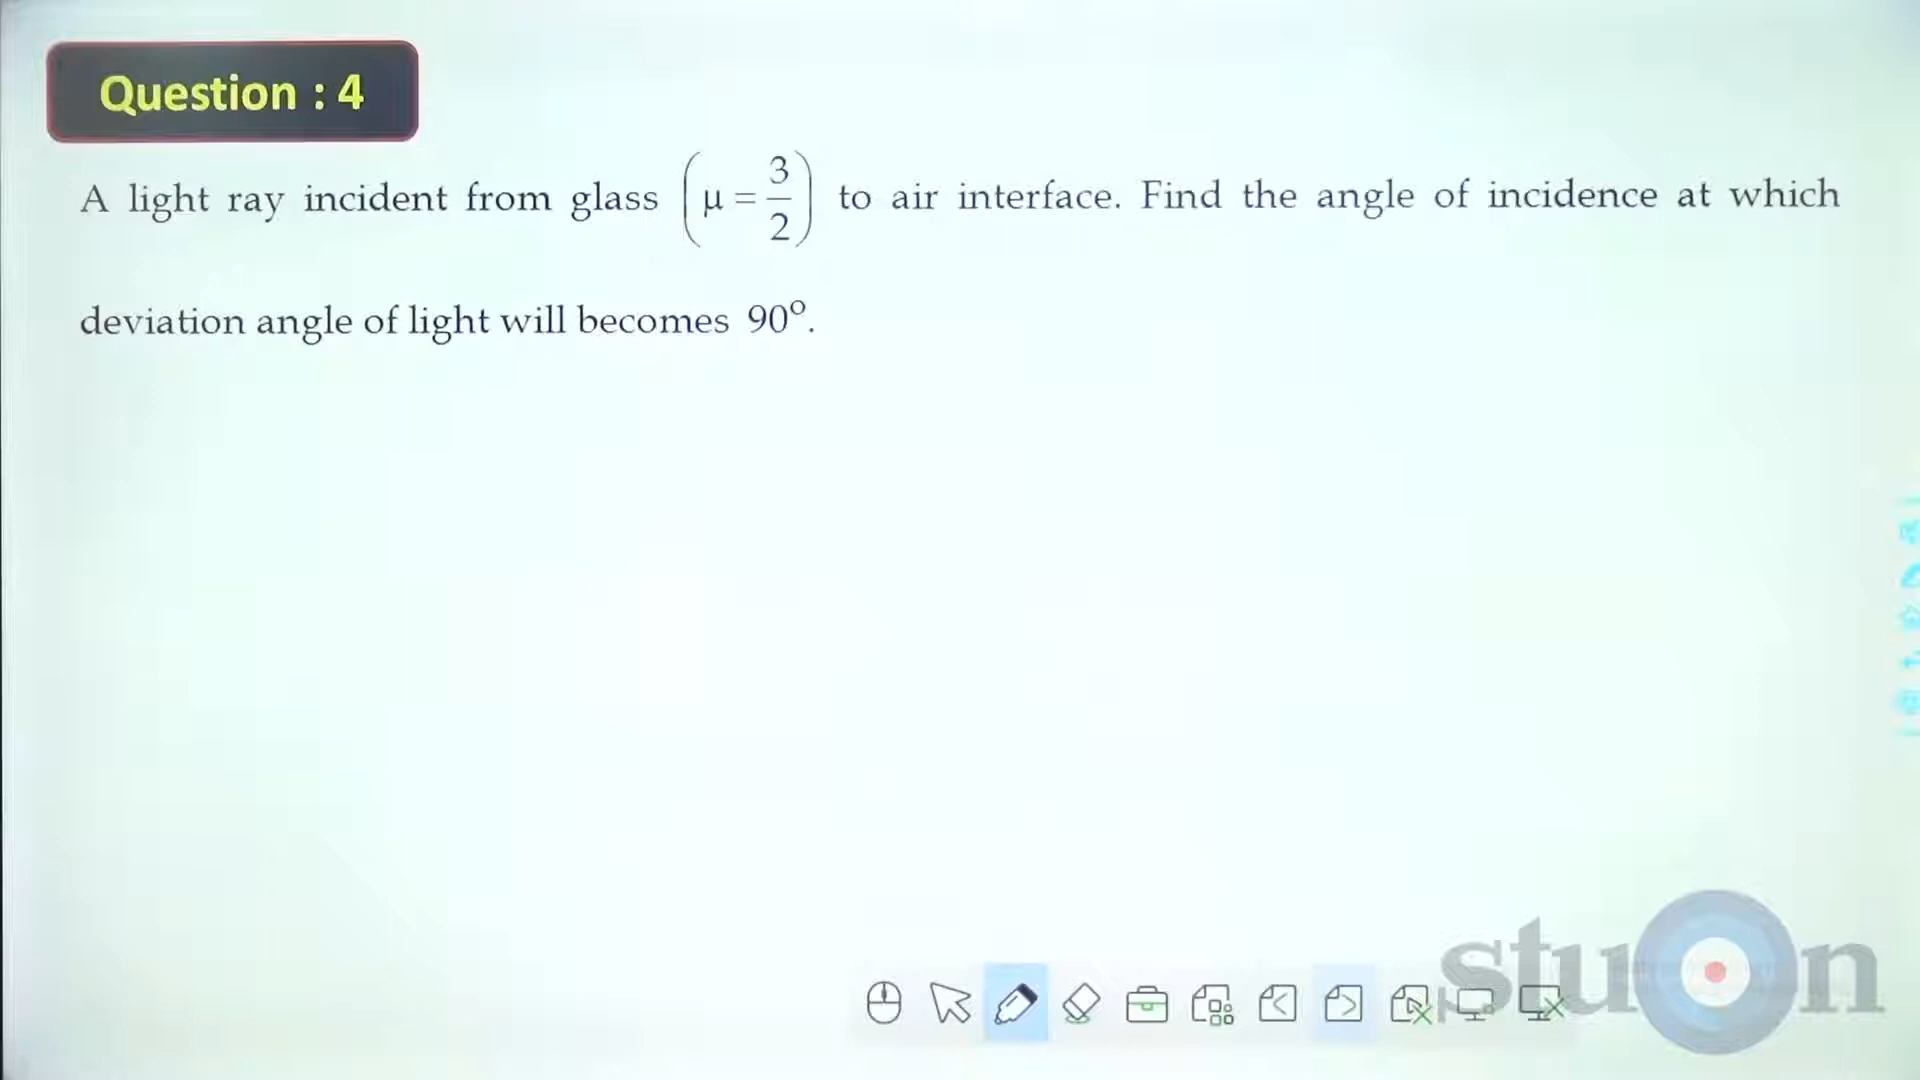 Question : 4
A light ray incident from glass (μ = 3/2) to air interface. Find the angle of incidence at which
deviation angle of light will becomes 90°.
stuon